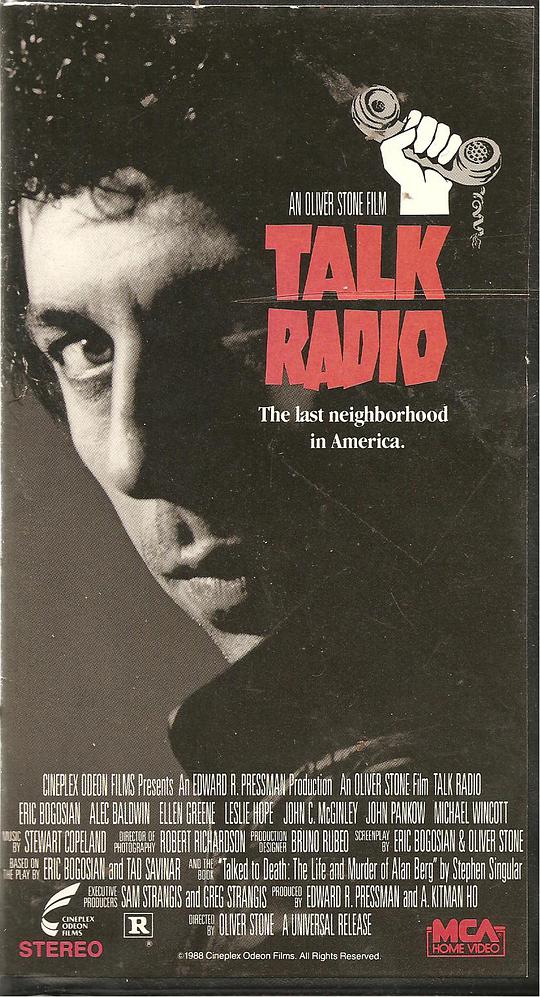 AN OLIVER STONE FILM
TALK
RADIO
The last neighborhood
in America.
CINEPLEX ODEON FILMS Presents An EDWARD R. PRESSMAN Production An OLIVER STONE Film TALK RADIO
ERIC BOGOSIAN ALEC BALDWIN ELLEN GREENE LESLIE HOPE JOHN C. McGINLEY JOHN PANKOW MICHAEL WINCOTT
MUSIC BY STEWART COPELAND DIRECTOR OF PHOTOGRAPHY ROBERT RICHARDSON PRODUCTION DESIGNER BRUNO RUBEO SCREENPLAY BY ERIC BOGOSIAN & OLIVER STONE
BASED ON THE PLAY BY ERIC BOGOSIAN and TAD SAVINAR AND THE BOOK "Talked to Death: The Life and Murder of Alan Berg" by Stephen Singular
EXECUTIVE PRODUCERS SAM STRANGIS and GREG STRANGIS PRODUCED BY EDWARD R. PRESSMAN and A. KITMAN HO
DIRECTED BY OLIVER STONE A UNIVERSAL RELEASE
CINEPLEX
ODEON
FILMS
STEREO
R
®
©1988 Cineplex Odeon Films. All Rights Reserved.
MCA
HOME VIDEO